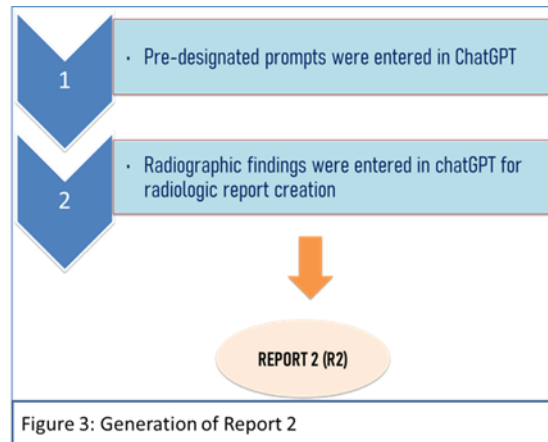 1
· Pre-designated prompts were entered in ChatGPT
2
· Radiographic findings were entered in chatGPT for
radiologic report creation
REPORT 2 (R2)
Figure 3: Generation of Report 2